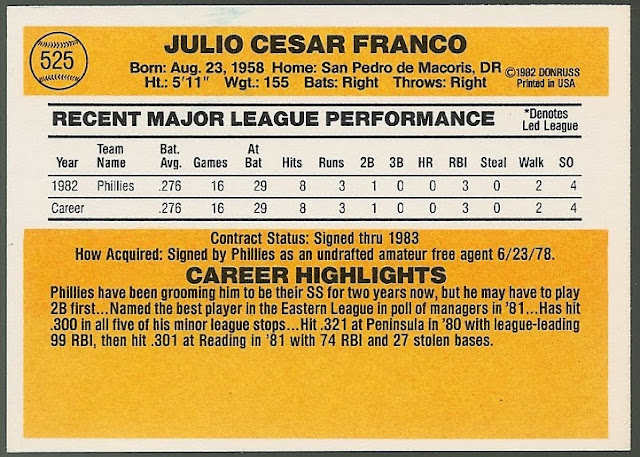 525
JULIO CESAR FRANCO
Born: Aug. 23, 1958 Home: San Pedro de Macoris, DR
Ht.: 5'11" Wgt.: 155 Bats: Right Throws: Right
©1982 DONRUSS
Printed in USA
RECENT MAJOR LEAGUE PERFORMANCE
*Denotes
Led League
Year Team Name Bat. Avg. Games At Bat Hits Runs 2B 3B HR RBI Steal Walk SO
1982 Phillies .276 16 29 8 3 1 0 0 3 0 2 4
Career .276 16 29 8 3 1 0 0 3 0 2 4
Contract Status: Signed thru 1983
How Acquired: Signed by Phillies as an undrafted amateur free agent 6/23/78.
CAREER HIGHLIGHTS
Phillies have been grooming him to be their SS for two years now, but he may have to play
2B first...Named the best player in the Eastern League in poll of managers in '81...Has hit
.300 in all five of his minor league stops...Hit .321 at Peninsula in '80 with league-leading
99 RBI, then hit .301 at Reading in '81 with 74 RBI and 27 stolen bases.